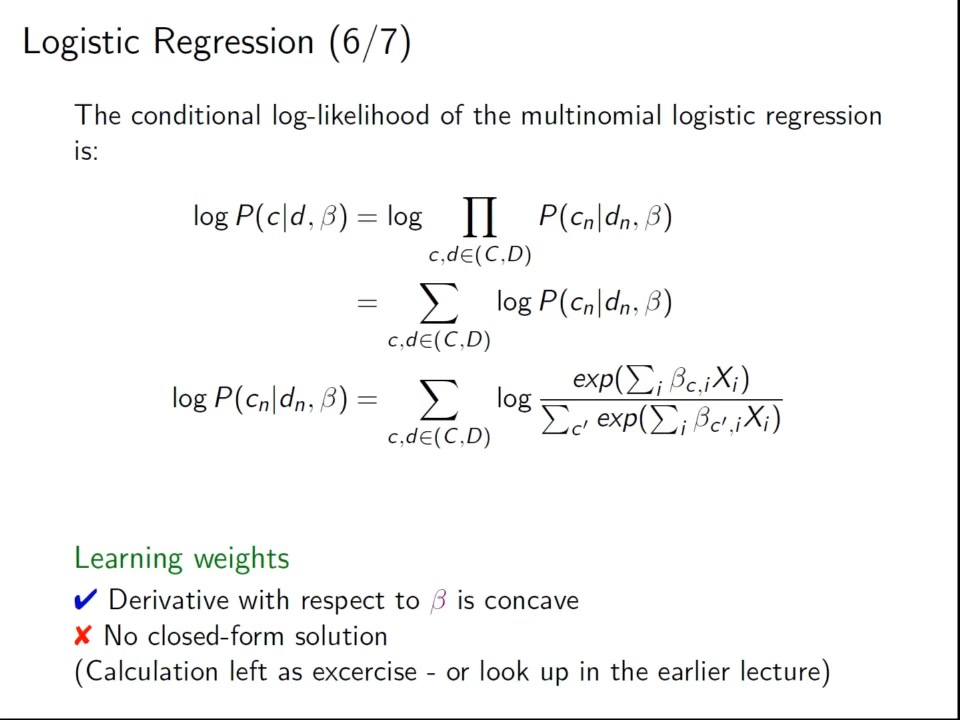 Logistic Regression (6/7)
The conditional log-likelihood of the multinomial logistic regression
is:
log P(c|d, β) = log ∏_{c,d∈(C,D)} P(c_n|d_n, β)
= ∑_{c,d∈(C,D)} log P(c_n|d_n, β)
log P(c_n|d_n, β) = ∑_{c,d∈(C,D)} log exp(∑_i β_{c,i}X_i) / ∑_{c′} exp(∑_i β_{c′,i}X_i)
Learning weights
✔ Derivative with respect to β is concave
✘ No closed-form solution
(Calculation left as excercise - or look up in the earlier lecture)